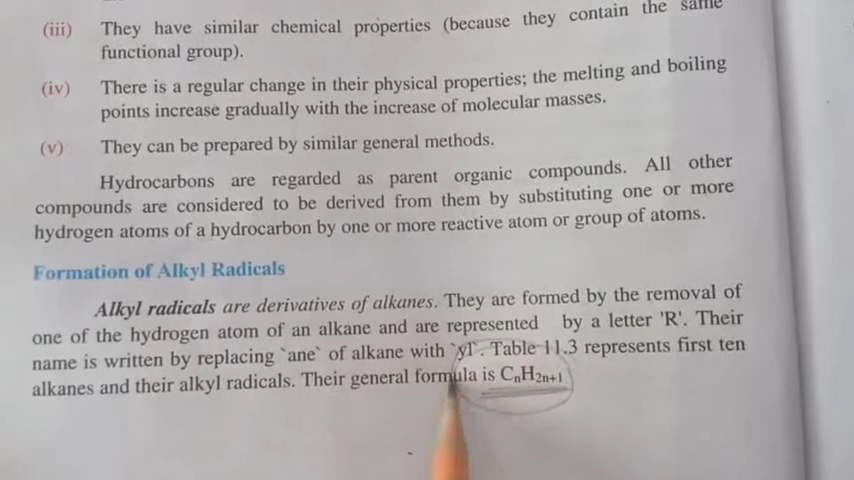 (iii) They have similar chemical properties (because they contain the same
functional group).
(iv) There is a regular change in their physical properties; the melting and boiling
points increase gradually with the increase of molecular masses.
(v) They can be prepared by similar general methods.
Hydrocarbons are regarded as parent organic compounds. All other
compounds are considered to be derived from them by substituting one or more
hydrogen atoms of a hydrocarbon by one or more reactive atom or group of atoms.
Formation of Alkyl Radicals
Alkyl radicals are derivatives of alkanes. They are formed by the removal of
one of the hydrogen atom of an alkane and are represented by a letter 'R'. Their
name is written by replacing `ane` of alkane with `yl`. Table 11.3 represents first ten
alkanes and their alkyl radicals. Their general formula is CₙH₂ₙ₊₁